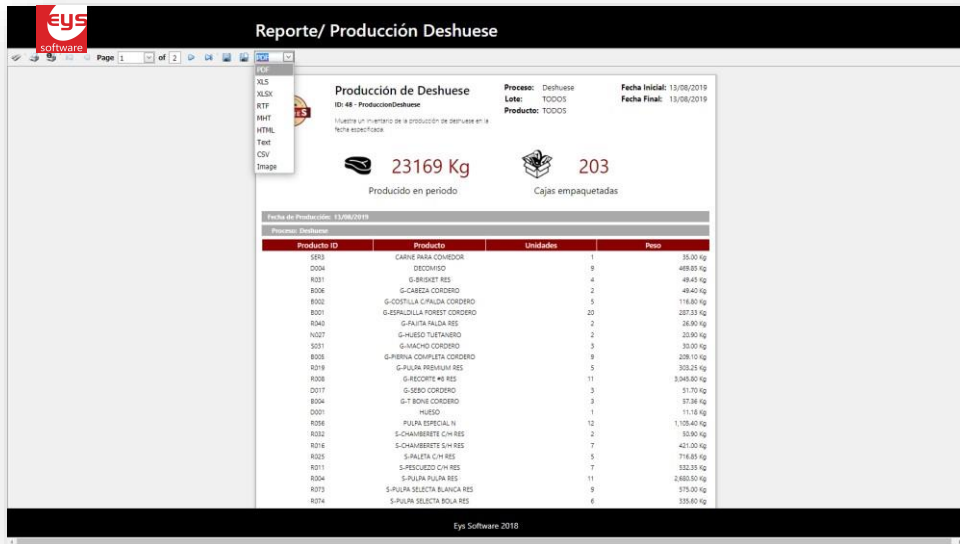 Eys
software
Reporte/ Producción Deshuese
Page 1 of 2 PDF
PDF
XLS
XLSX
RTF
MHT
HTML
Text
CSV
Image
Producción de Deshuese
ID: 48 - ProduccionDeshuese
Muestra un inventario de la producción de deshuese en la
fecha especificada.
Proceso: Deshuese
Lote: TODOS
Producto: TODOS
Fecha Inicial: 13/08/2019
Fecha Final: 13/08/2019
23169 Kg
Producido en periodo
203
Cajas empaquetadas
Fecha de Producción: 13/08/2019
Proceso: Deshuese
Producto ID Producto Unidades Peso
SER3 CARNE PARA COMEDOR 1 35.00 Kg
D004 DECOMISO 9 469.85 Kg
R031 G-BRISKET RES 4 49.45 Kg
B006 G-CABEZA CORDERO 2 49.40 Kg
B002 G-COSTILLA C/FALDA CORDERO 5 116.80 Kg
B001 G-ESPALDILLA FOREST CORDERO 20 287.33 Kg
R040 G-FAJITA FALDA RES 2 26.90 Kg
N027 G-HUESO TUETANERO 2 20.90 Kg
S031 G-MACHO CORDERO 3 30.00 Kg
B005 G-PIERNA COMPLETA CORDERO 9 209.10 Kg
R019 G-PULPA PREMIUM RES 5 303.25 Kg
R008 G-RECORTE #6 RES 11 3,045.80 Kg
D017 G-SEBO CORDERO 3 51.70 Kg
B004 G-T BONE CORDERO 3 57.36 Kg
D001 HUESO 1 11.18 Kg
R056 PULPA ESPECIAL N 12 1,105.40 Kg
R032 S-CHAMBERETE C/H RES 2 50.90 Kg
R016 S-CHAMBERETE S/H RES 7 421.00 Kg
R025 S-PALETA C/H RES 5 716.85 Kg
R011 S-PESCUEZO C/H RES 7 532.35 Kg
R004 S-PULPA PULPA RES 11 2,680.50 Kg
R073 S-PULPA SELECTA BLANCA RES 9 575.00 Kg
R074 S-PULPA SELECTA BOLA RES 6 335.60 Kg
Eys Software 2018